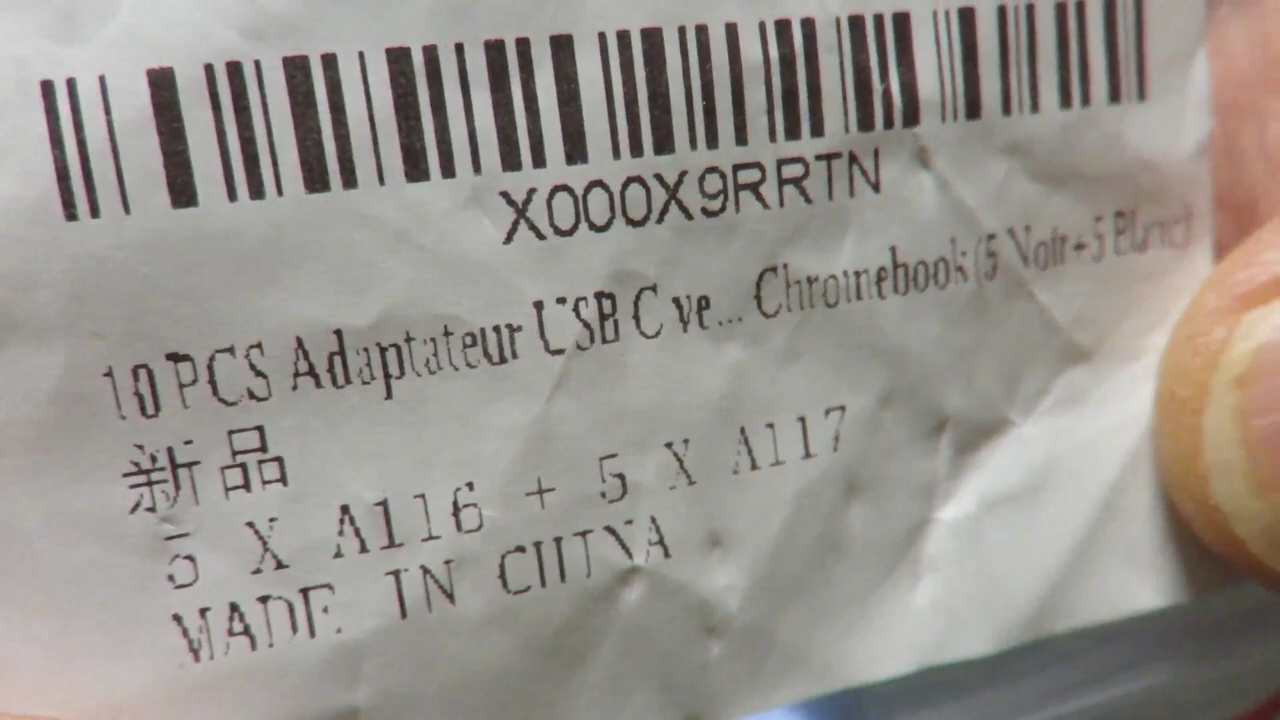 X000X9RRTN
10 PCS Adaptateur USB C ve... Chromebook (5 Noir+5 Blanc)
新品
5 X A116 + 5 X A117
MADE IN CHINA